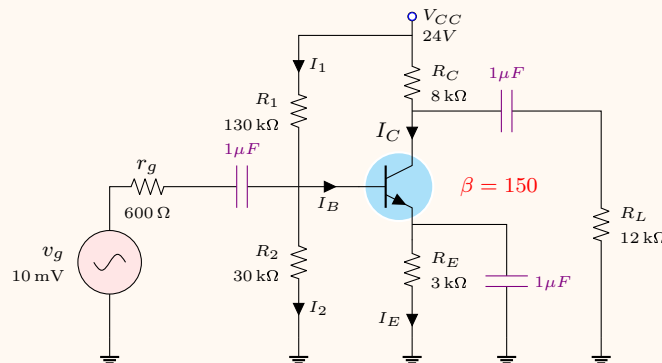 V_CC
24V
I_1
R_C
8 kΩ
1μF
R_1
130 kΩ
I_C
1μF
r_g
600 Ω
I_B
β = 150
v_g
10 mV
R_2
30 kΩ
R_E
3 kΩ
R_L
12 kΩ
1μF
I_2
I_E